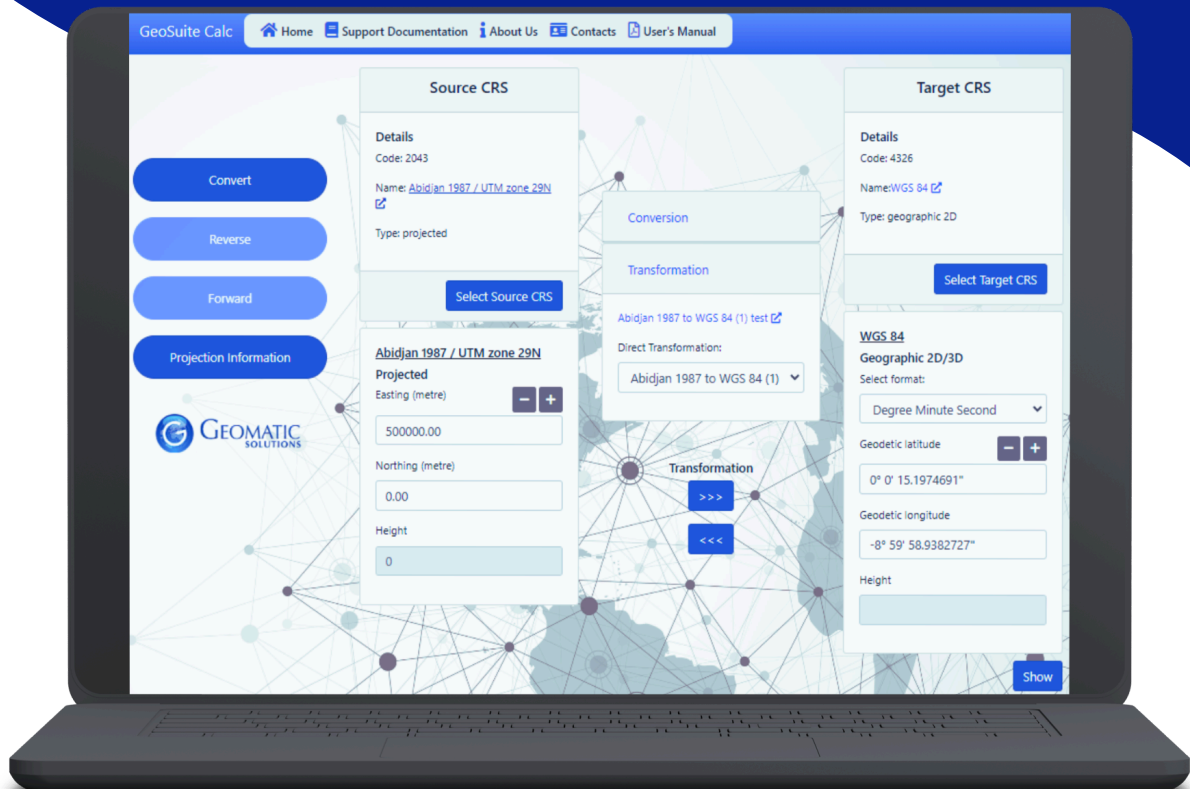 GeoSuite Calc
Home Support Documentation About Us Contacts User's Manual
Convert
Reverse
Forward
Projection Information
GEOMATIC
SOLUTIONS
Source CRS
Details
Code: 2043
Name: Abidjan 1987 / UTM zone 29N
Type: projected
Select Source CRS
Abidjan 1987 / UTM zone 29N
Projected
Easting (metre)
− +
500000.00
Northing (metre)
0.00
Height
0
Conversion
Transformation
Abidjan 1987 to WGS 84 (1) test
Direct Transformation:
Abidjan 1987 to WGS 84 (1)
Transformation
>>>
<<<
Target CRS
Details
Code: 4326
Name:WGS 84
Type: geographic 2D
Select Target CRS
WGS 84
Geographic 2D/3D
Select format:
Degree Minute Second
Geodetic latitude
− +
0° 0' 15.1974691"
Geodetic longitude
-8° 59' 58.9382727"
Height
Show